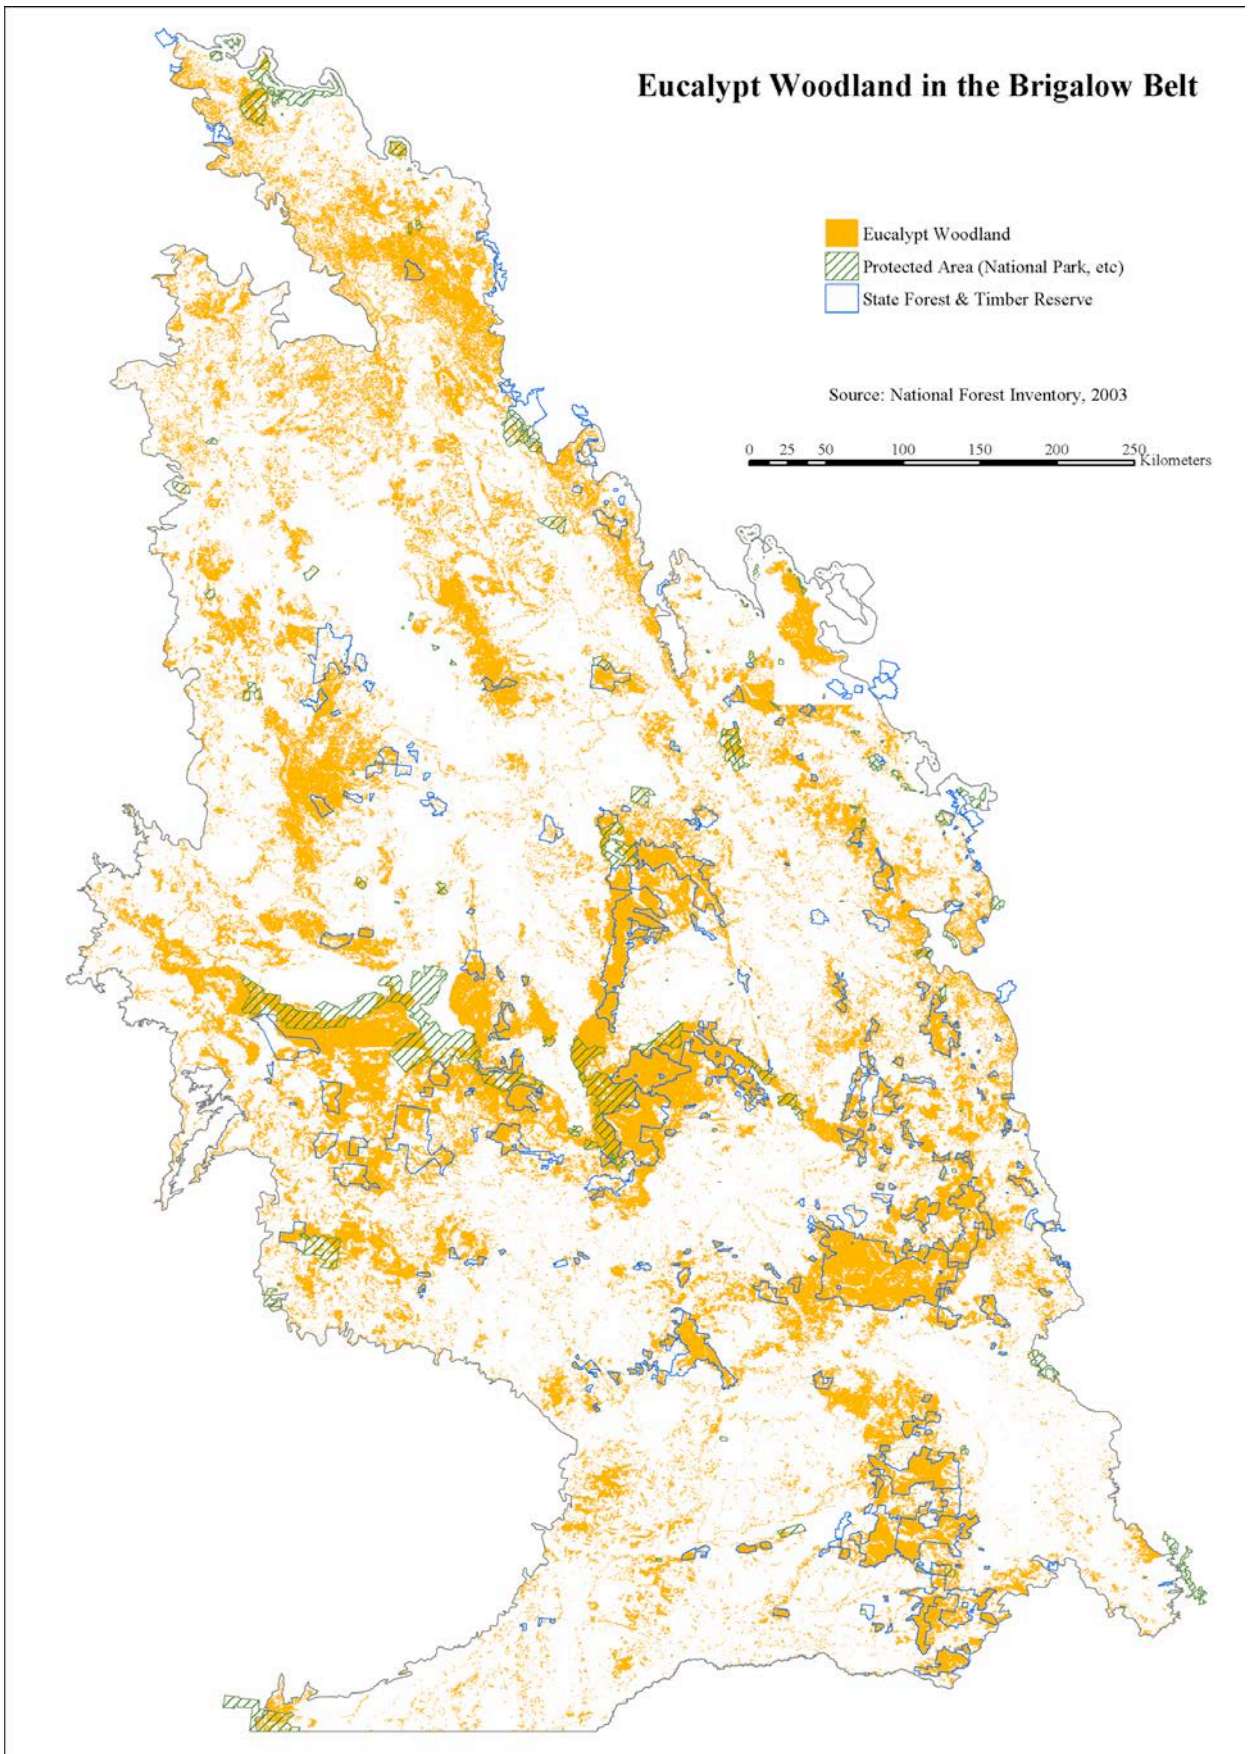 Eucalypt Woodland in the Brigalow Belt
Eucalypt Woodland
Protected Area (National Park, etc)
State Forest & Timber Reserve
Source: National Forest Inventory, 2003
0 25 50 100 150 200 250
Kilometers